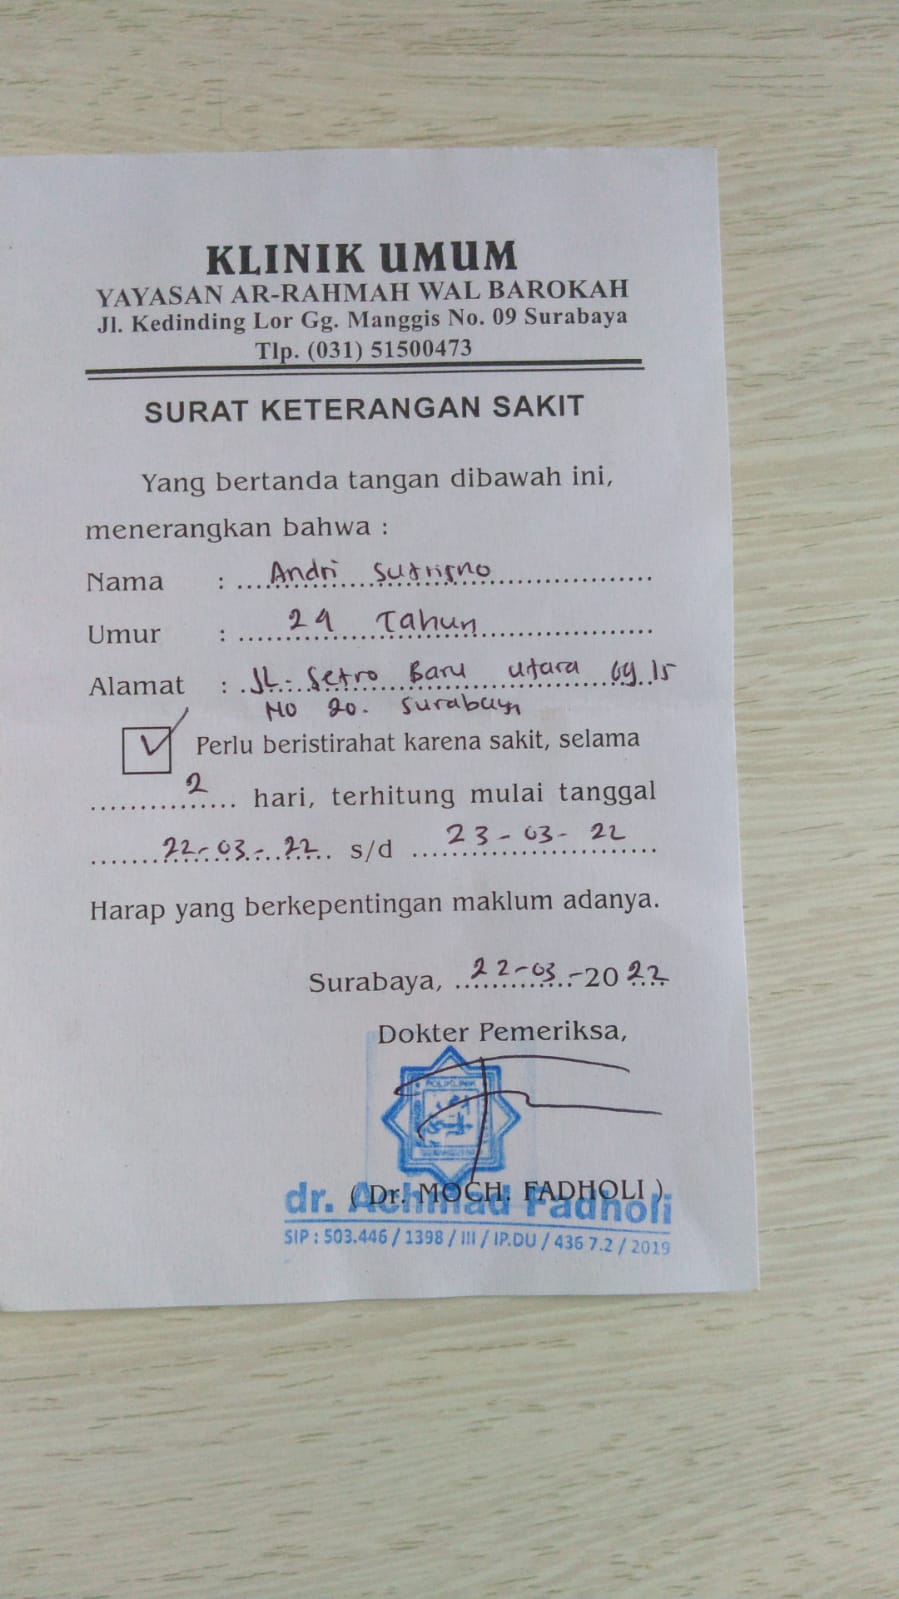 KLINIK UMUM
YAYASAN AR-RAHMAH WAL BAROKAH
Jl. Kedinding Lor Gg. Manggis No. 09 Surabaya
Tlp. (031) 51500473
SURAT KETERANGAN SAKIT
Yang bertanda tangan dibawah ini,
menerangkan bahwa :
Nama : Andri Sutrisno
Umur : 29 Tahun
Alamat : JL. Setro Baru Utara Gg 15
No 20. Surabaya
Perlu beristirahat karena sakit, selama
2 hari, terhitung mulai tanggal
22-03-22 s/d 23-03-22
Harap yang berkepentingan maklum adanya.
Surabaya, 22-03-2022
Dokter Pemeriksa,
POLIKLINIK
( Dr. MOCH. FADHOLI )
dr. Achmad Fadholi
SIP : 503.446 / 1398 / III / IP.DU / 436 7.2 / 2019